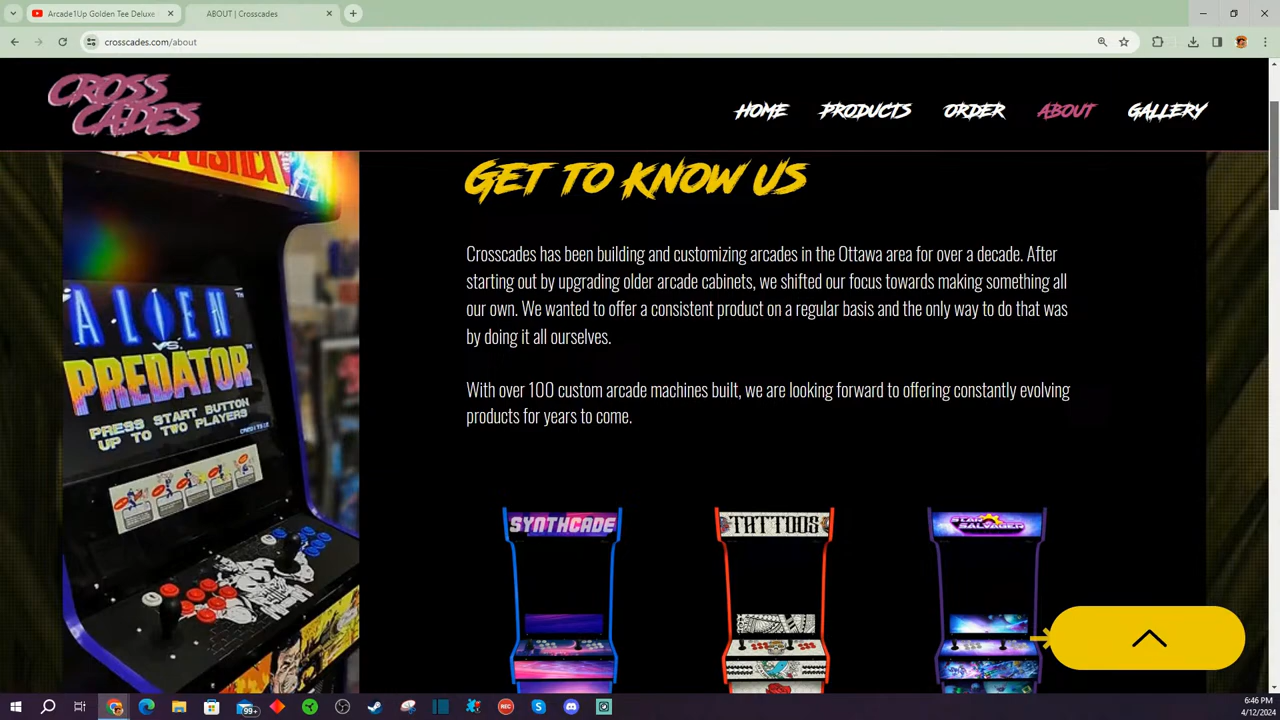 Arcade1Up Golden Tee Deluxe
ABOUT | Crosscades
crosscades.com/about
CROSS
CADES
HOME
PRODUCTS
ORDER
ABOUT
GALLERY
GET TO KNOW US
Crosscades has been building and customizing arcades in the Ottawa area for over a decade. After
starting out by upgrading older arcade cabinets, we shifted our focus towards making something all
our own. We wanted to offer a consistent product on a regular basis and the only way to do that was
by doing it all ourselves.
With over 100 custom arcade machines built, we are looking forward to offering constantly evolving
products for years to come.
ALIEN
VS.
PREDATOR
PRESS START BUTTON
UP TO TWO PLAYERS
SYNTHCADE
TATTOOS
STAR
SALVAGER
99+
REC
6:46 PM
4/12/2024